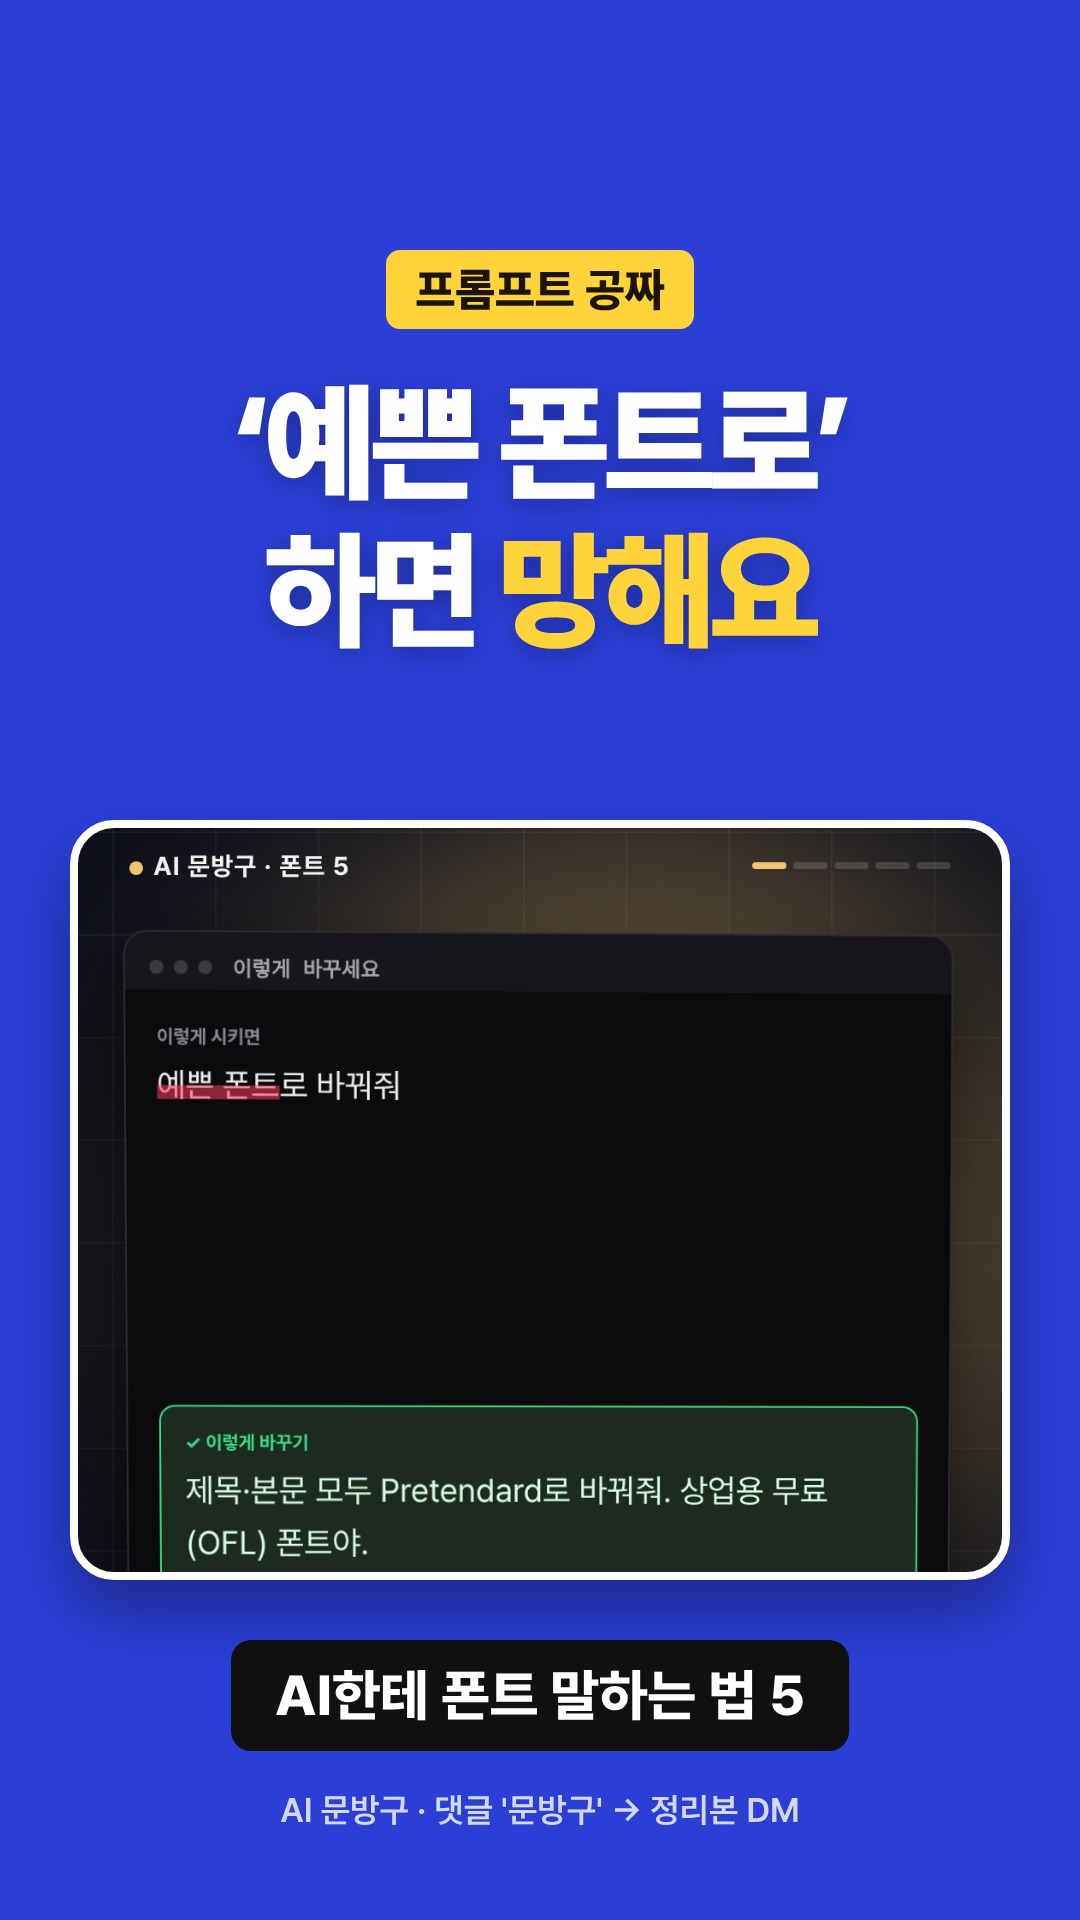 프롬프트 공짜
‘예쁜 폰트로’
하면 망해요
AI 문방구 · 폰트 5
이렇게 바꾸세요
이렇게 시키면
예쁜 폰트로 바꿔줘
✓ 이렇게 바꾸기
제목·본문 모두 Pretendard로 바꿔줘. 상업용 무료
(OFL) 폰트야.
AI한테 폰트 말하는 법 5
AI 문방구 · 댓글 '문방구' → 정리본 DM